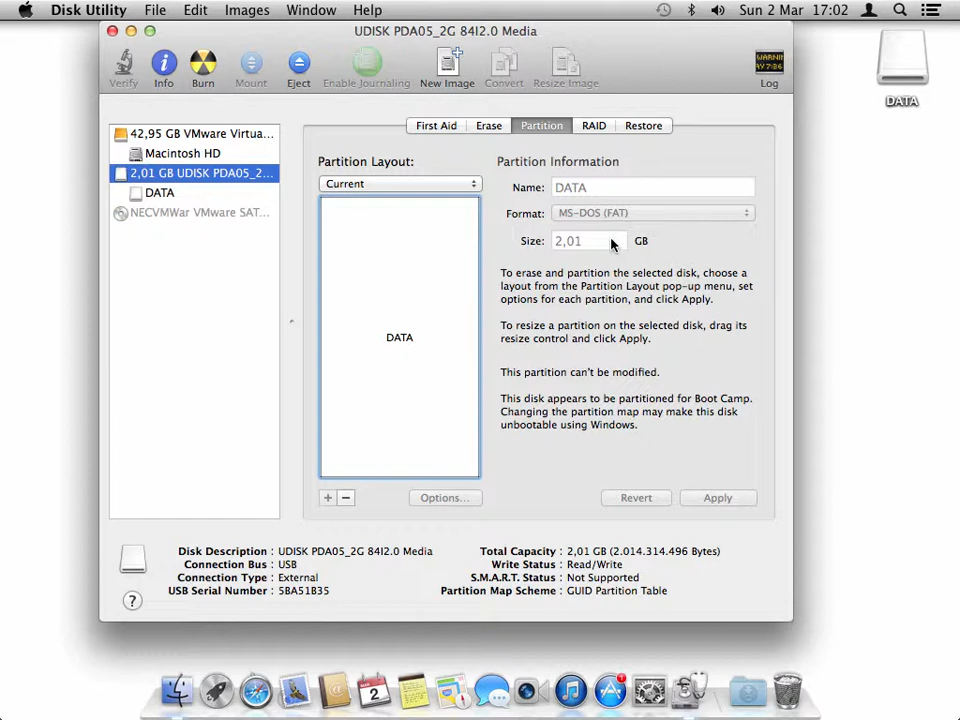 Disk Utility File Edit Images Window Help Sun 2 Mar 17:02
UDISK PDA05_2G 84I2.0 Media
Verify Info Burn Mount Eject Enable Journaling New Image Convert Resize Image Log
WARNIN
AY 7:36
DATA
First Aid Erase Partition RAID Restore
42,95 GB VMware Virtua...
Macintosh HD
2,01 GB UDISK PDA05_2...
DATA
NECVMWar VMware SAT...
Partition Layout:
Current
DATA
+ −
Options...
Partition Information
Name: DATA
Format: MS-DOS (FAT)
Size: 2,01 GB
To erase and partition the selected disk, choose a
layout from the Partition Layout pop-up menu, set
options for each partition, and click Apply.
To resize a partition on the selected disk, drag its
resize control and click Apply.
This partition can't be modified.
This disk appears to be partitioned for Boot Camp.
Changing the partition map may make this disk
unbootable using Windows.
Revert Apply
Disk Description : UDISK PDA05_2G 84I2.0 Media
Connection Bus : USB
Connection Type : External
USB Serial Number : 5BA51B35
Total Capacity : 2,01 GB (2.014.314.496 Bytes)
Write Status : Read/Write
S.M.A.R.T. Status : Not Supported
Partition Map Scheme : GUID Partition Table
?
2
1